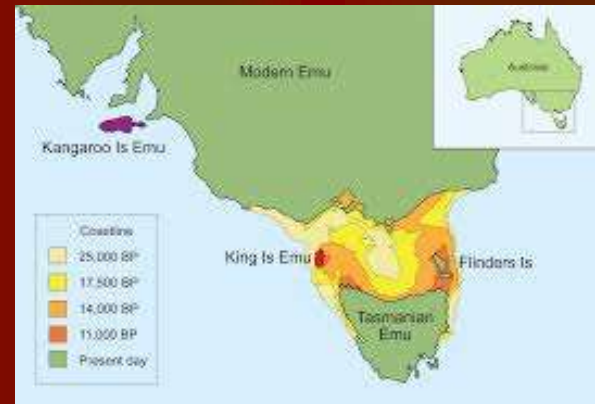 Modern Emu
Australia
Kangaroo Is Emu
Coastline
25,000 BP
17,500 BP
14,000 BP
11,000 BP
Present day
King Is Emu
Flinders Is
Tasmanian
Emu